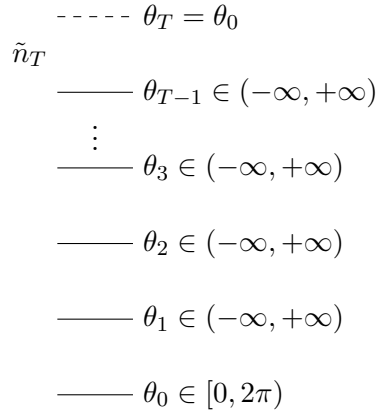 θ_T = θ_0
ñ_T
θ_{T−1} ∈ (−∞, +∞)
⋮
θ_3 ∈ (−∞, +∞)
θ_2 ∈ (−∞, +∞)
θ_1 ∈ (−∞, +∞)
θ_0 ∈ [0, 2π)